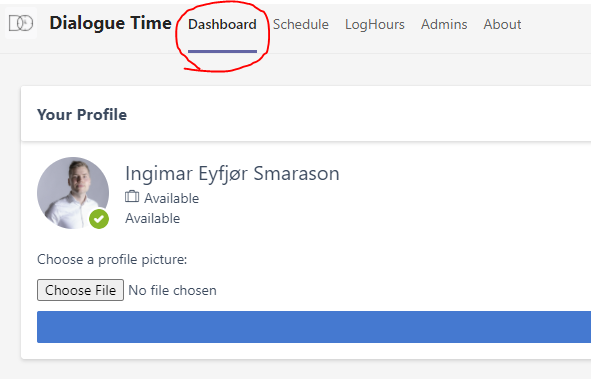 Dialogue Time Dashboard Schedule LogHours Admins About
Your Profile
Ingimar Eyfjør Smarason
Available
Available
Choose a profile picture:
Choose File No file chosen